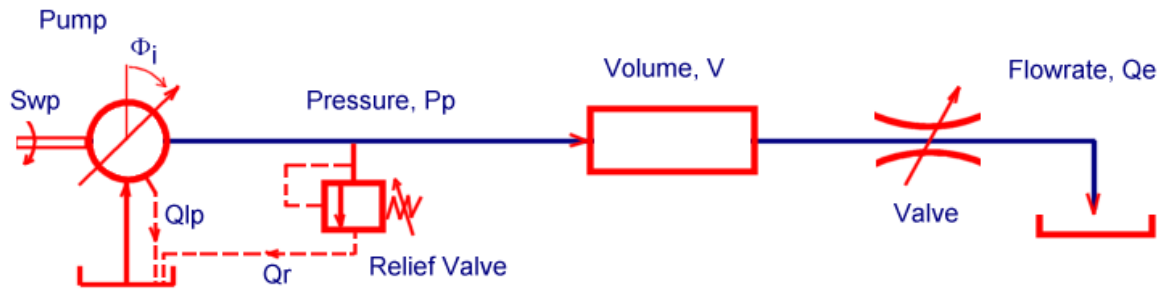 Pump
Φi
Swp
Pressure, Pp
Volume, V
Flowrate, Qe
Qlp
Qr
Relief Valve
Valve